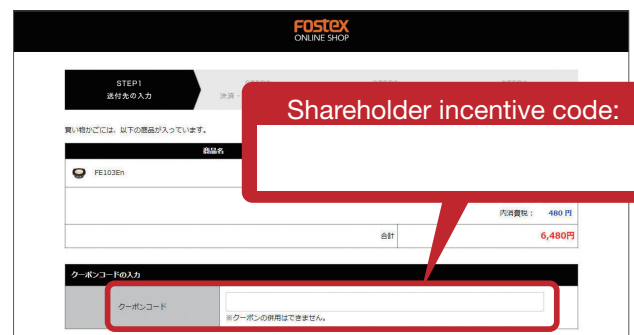 FOSTEX
ONLINE SHOP
STEP1
送付先の入力
Shareholder incentive code:
買い物かごには、以下の商品が入っています。
商品名
FE103En
内消費税： 480 円
合計 6,480円
クーポンコードの入力
クーポンコード
※クーポンの併用はできません。